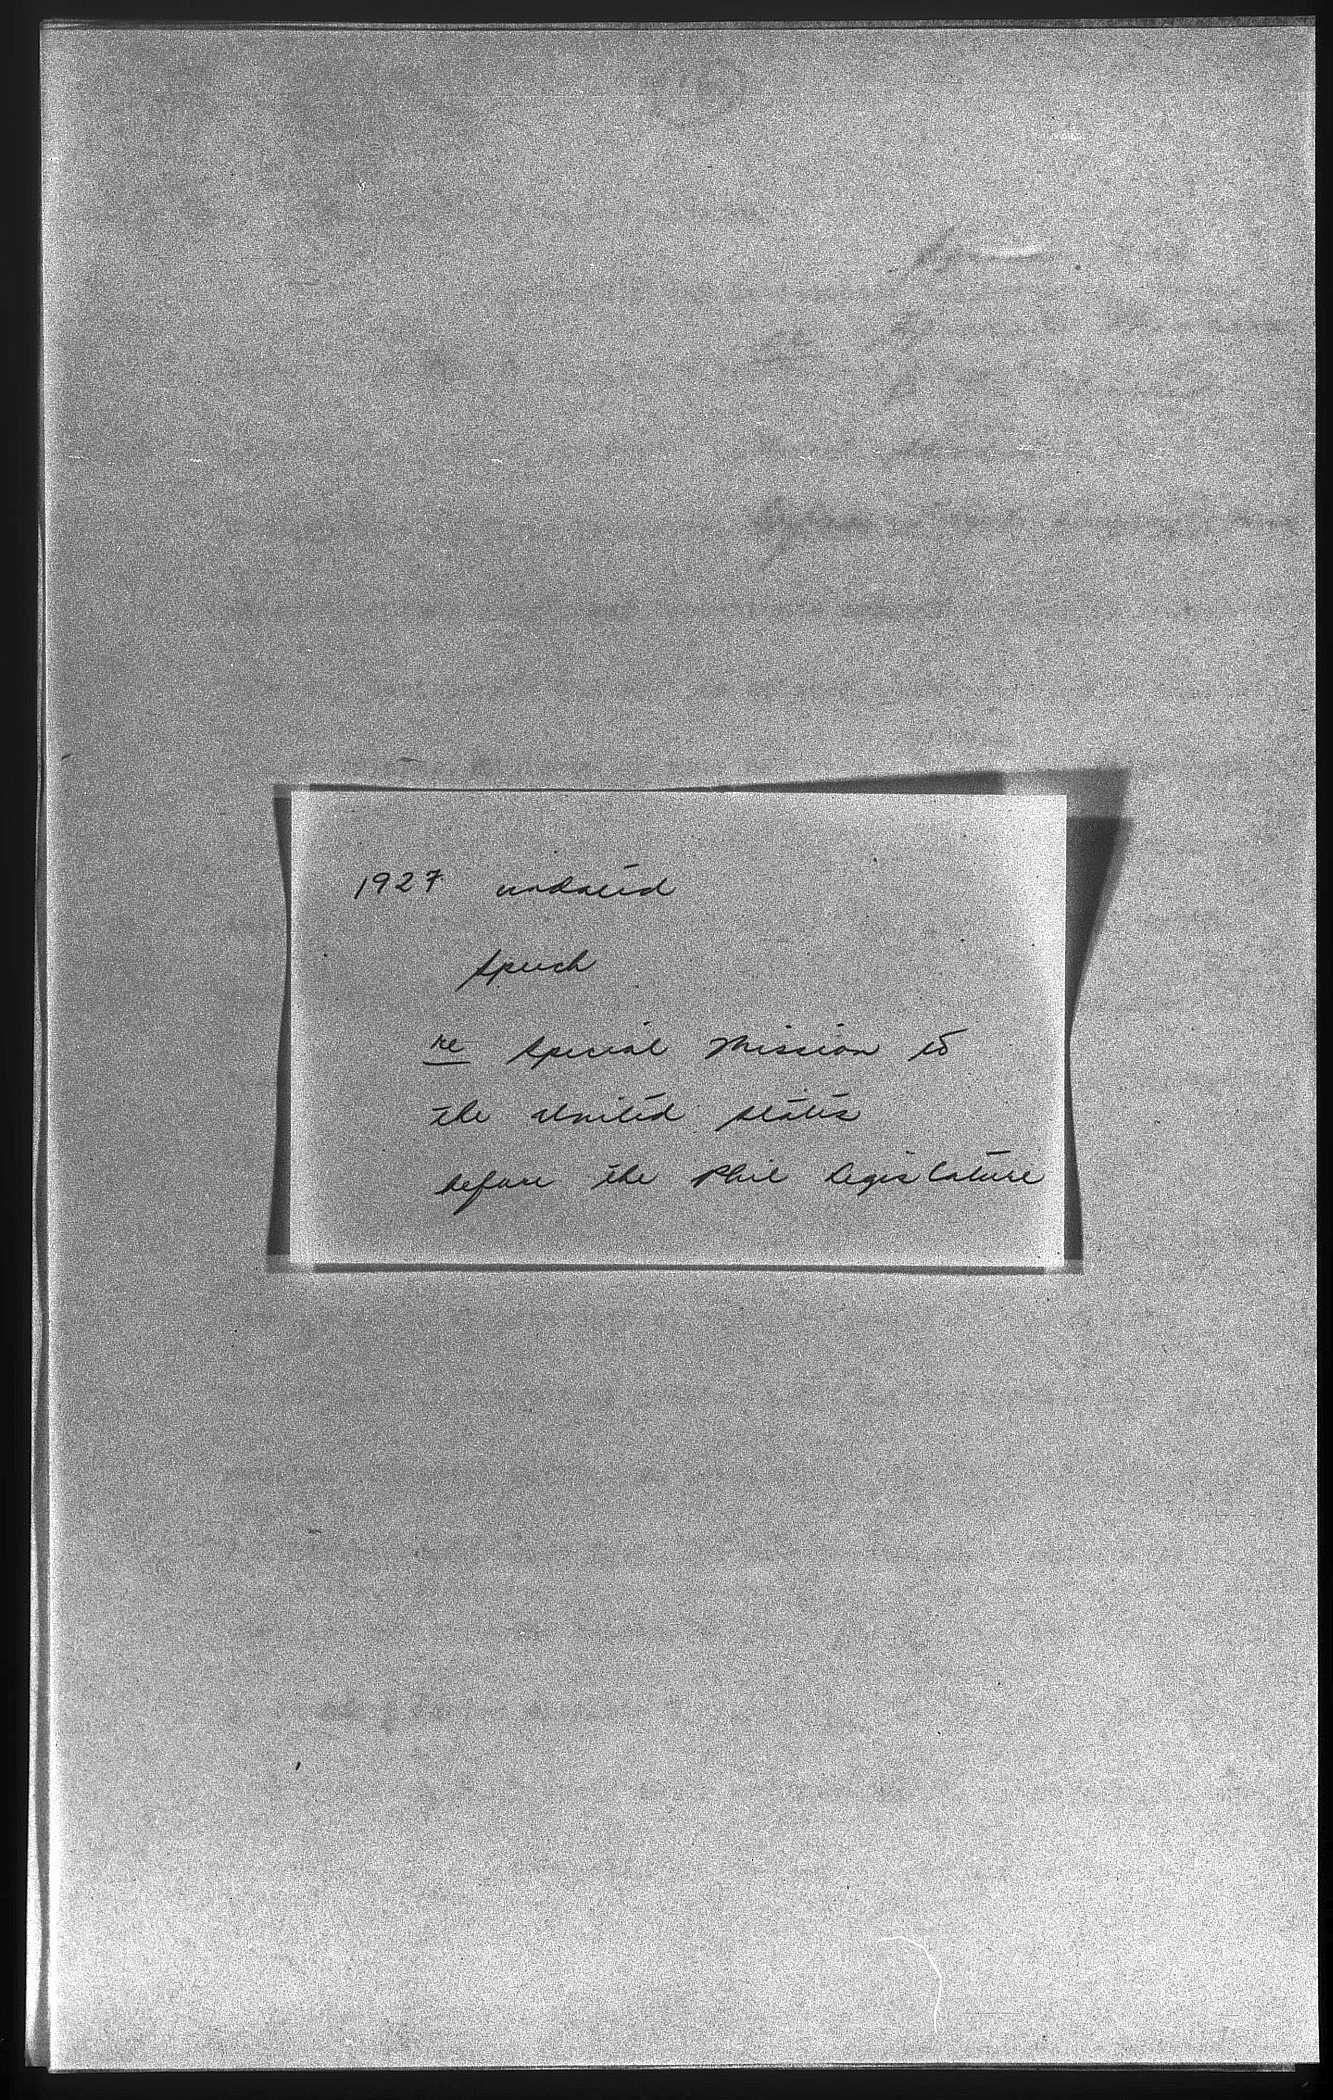 1927 undated
Speech
re Special Mission to
the United States
before the Phil Legislature